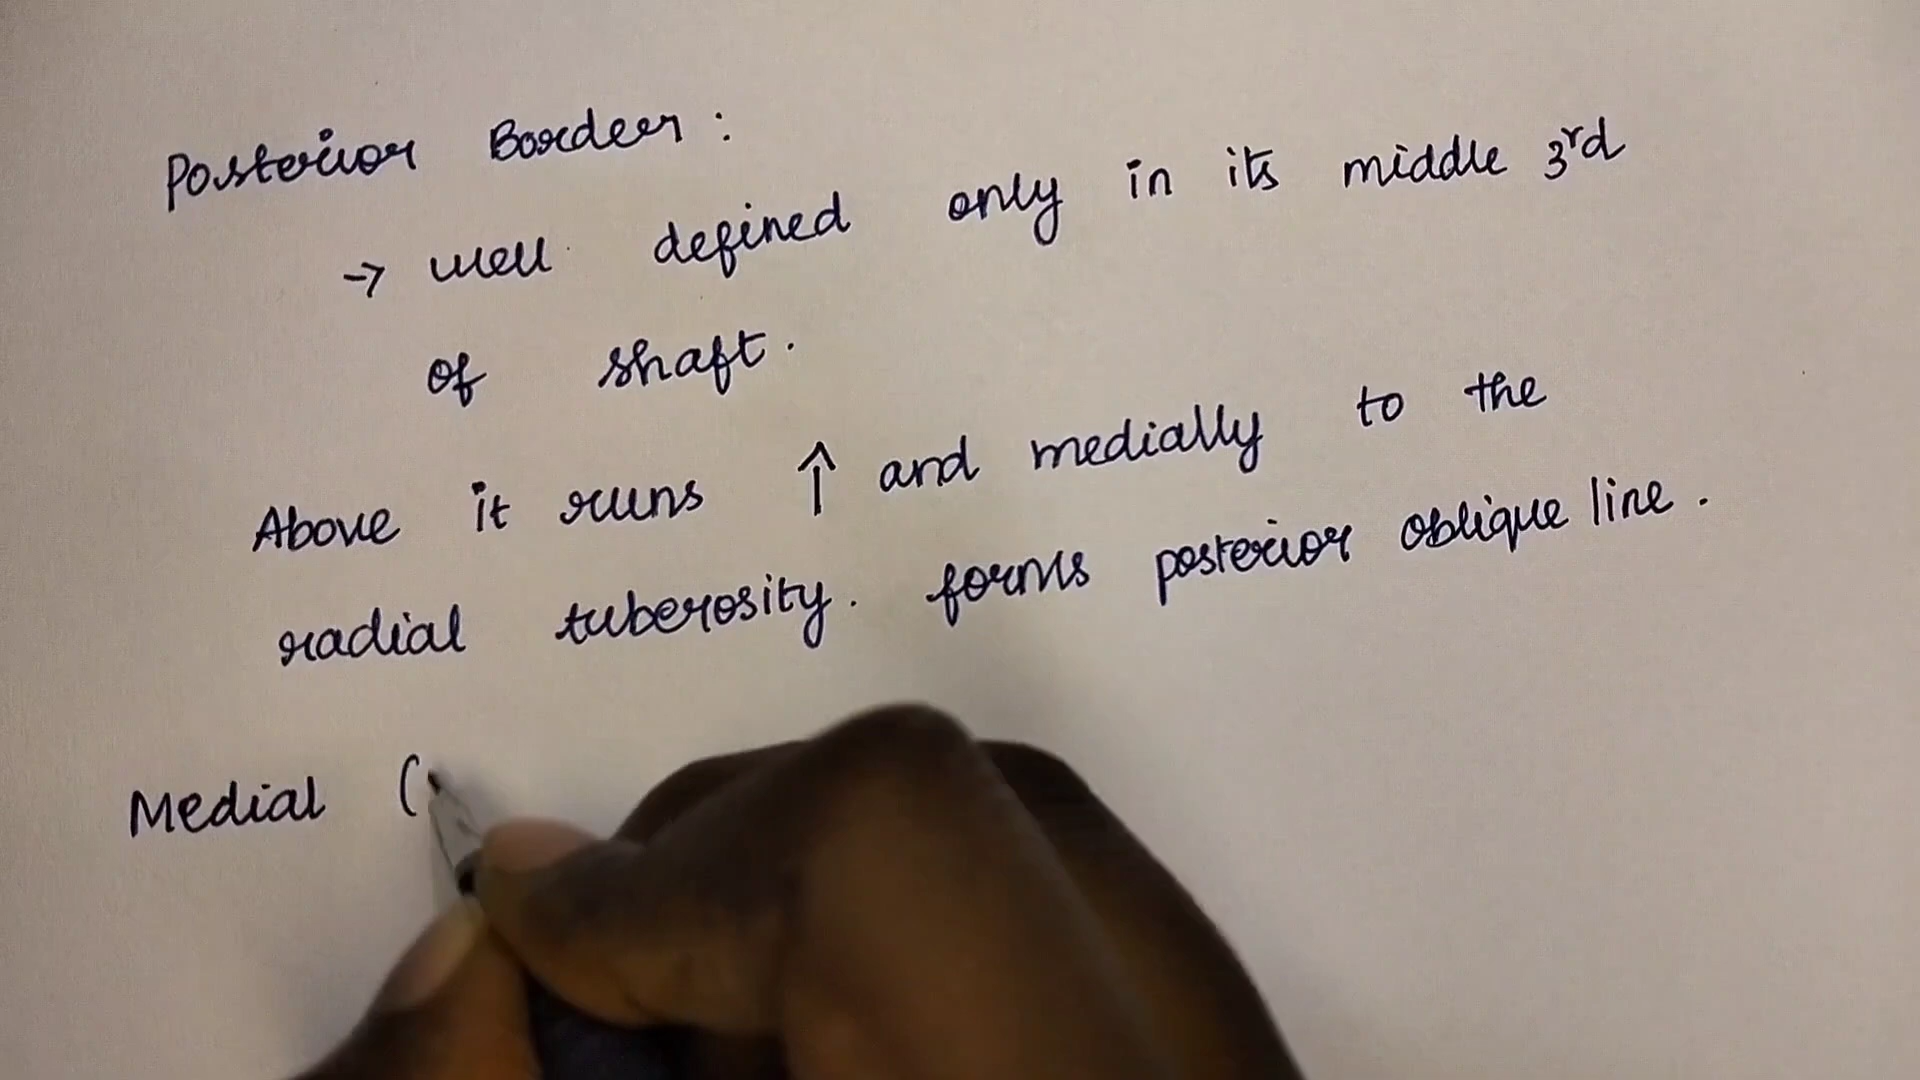 Posterior Border :
→ well defined only in its middle 3rd
of shaft.
Above it runs ↑ and medially to the
radial tuberosity. forms posterior oblique line.
Medial (